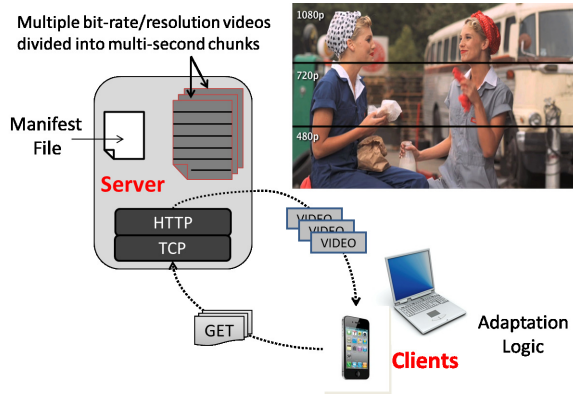 Multiple bit-rate/resolution videos
divided into multi-second chunks
1080p
720p
480p
Manifest
File
Server
HTTP
TCP
VIDEO
VIDEO
VIDEO
GET
Clients
Adaptation
Logic